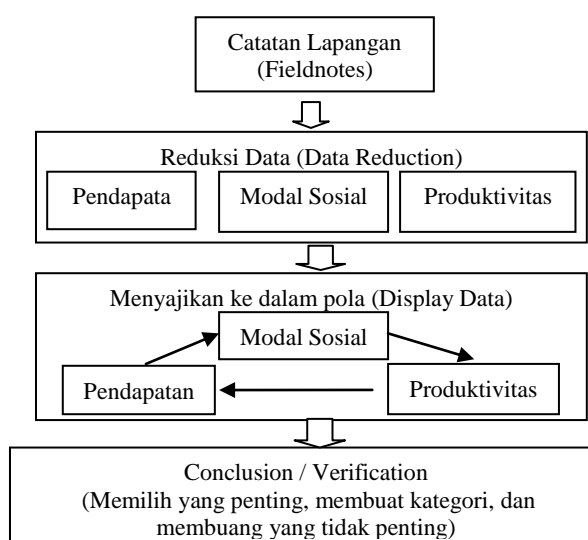 Catatan Lapangan
(Fieldnotes)
Reduksi Data (Data Reduction)
Pendapata
Modal Sosial
Produktivitas
Menyajikan ke dalam pola (Display Data)
Modal Sosial
Pendapatan
Produktivitas
Conclusion / Verification
(Memilih yang penting, membuat kategori, dan
membuang yang tidak penting)